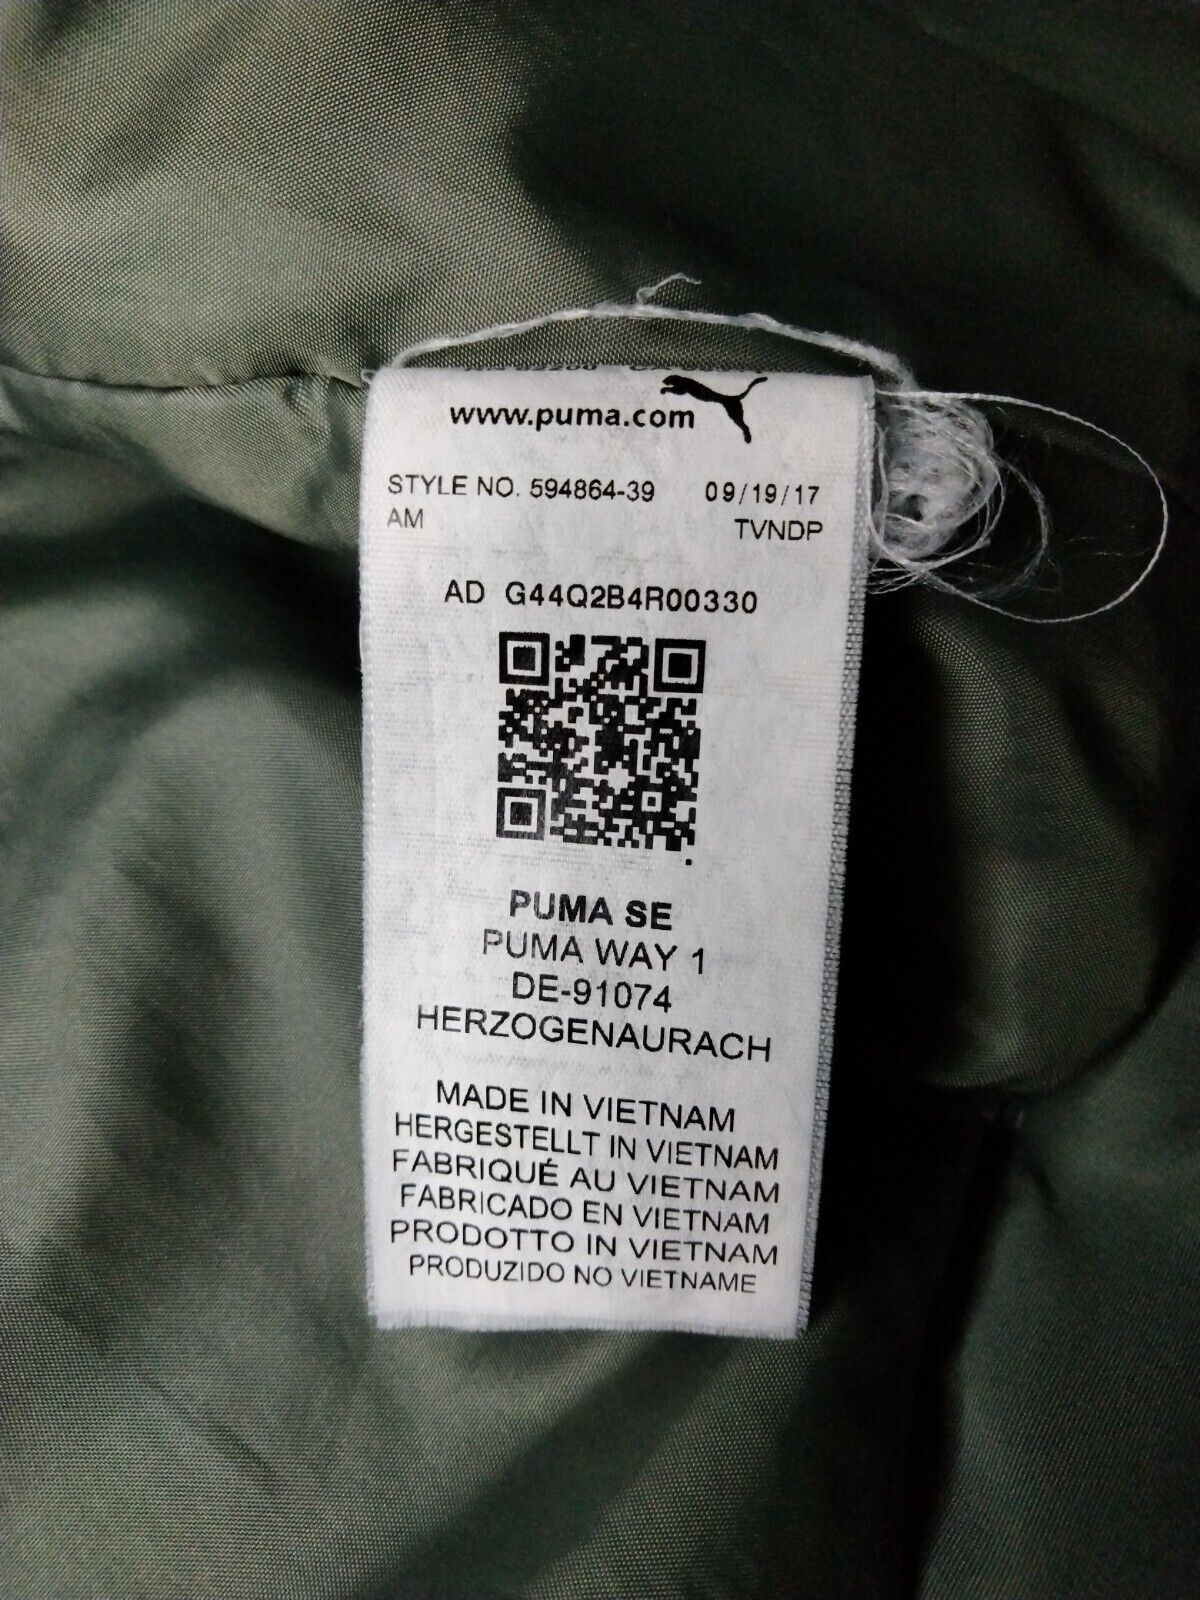 www.puma.com
STYLE NO. 594864-39 09/19/17
AM TVNDP
AD G44Q2B4R00330
PUMA SE
PUMA WAY 1
DE-91074
HERZOGENAURACH
MADE IN VIETNAM
HERGESTELLT IN VIETNAM
FABRIQUÉ AU VIETNAM
FABRICADO EN VIETNAM
PRODOTTO IN VIETNAM
PRODUZIDO NO VIETNAME